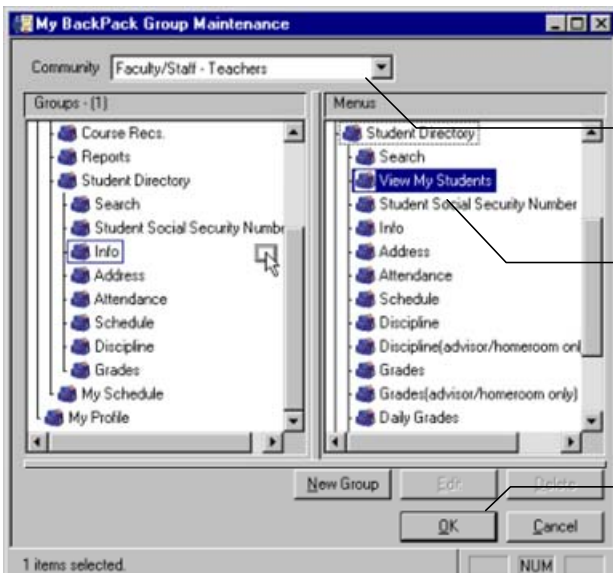 My BackPack Group Maintenance
Community Faculty/Staff - Teachers
Groups - (1)
Course Recs.
Reports
Student Directory
Search
Student Social Security Numbe
Info
Address
Attendance
Schedule
Discipline
Grades
My Schedule
My Profile
Menus
Student Directory
Search
View My Students
Student Social Security Number
Info
Address
Attendance
Schedule
Discipline
Discipline(advisor/homeroom onl
Grades
Grades(advisor/homeroom only)
Daily Grades
New Group Edit Delete
OK Cancel
1 items selected. NUM